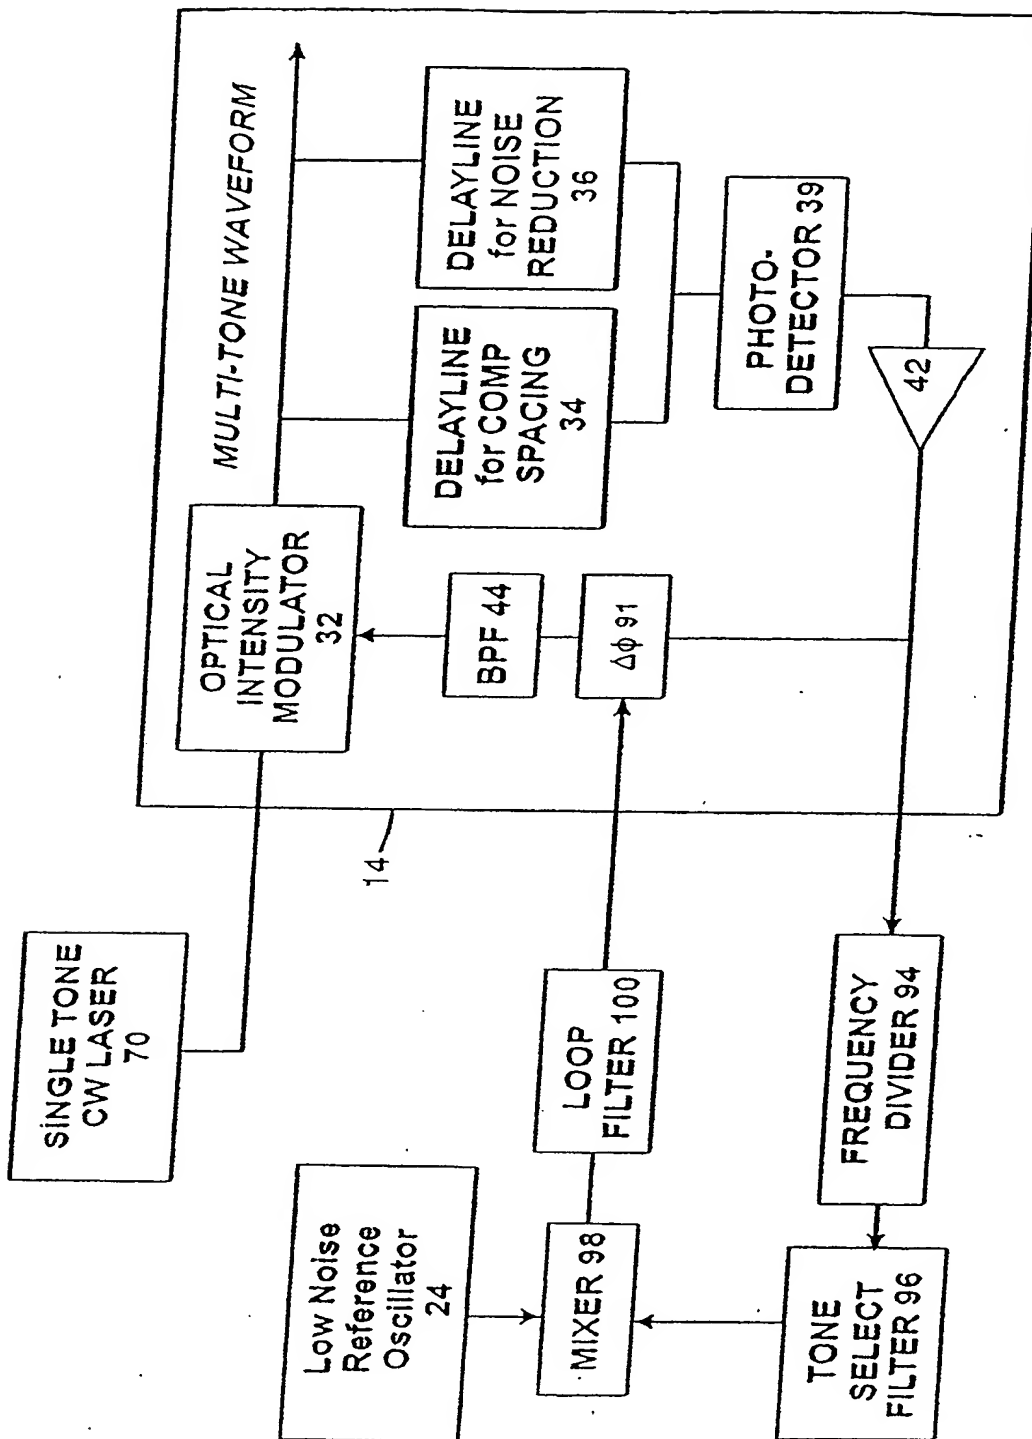 SINGLE TONE
CW LASER
70
14
OPTICAL
INTENSITY
MODULATOR
32
MULTI-TONE WAVEFORM
DELAYLINE
for COMP
SPACING
34
DELAYLINE
for NOISE
REDUCTION
36
BPF 44
Δϕ 91
PHOTO-
DETECTOR 39
42
Low Noise
Reference
Oscillator
24
MIXER 98
LOOP
FILTER 100
TONE
SELECT
FILTER 96
FREQUENCY
DIVIDER 94